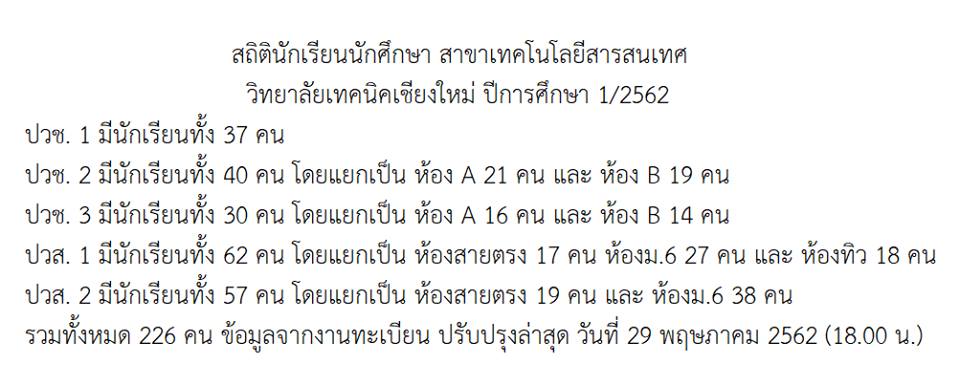 สถิตินักเรียนนักศึกษา สาขาเทคโนโลยีสารสนเทศ
วิทยาลัยเทคนิคเชียงใหม่ ปีการศึกษา 1/2562
ปวช. 1 มีนักเรียนทั้ง 37 คน
ปวช. 2 มีนักเรียนทั้ง 40 คน โดยแยกเป็น ห้อง A 21 คน และ ห้อง B 19 คน
ปวช. 3 มีนักเรียนทั้ง 30 คน โดยแยกเป็น ห้อง A 16 คน และ ห้อง B 14 คน
ปวส. 1 มีนักเรียนทั้ง 62 คน โดยแยกเป็น ห้องสายตรง 17 คน ห้องม.6 27 คน และ ห้องทิว 18 คน
ปวส. 2 มีนักเรียนทั้ง 57 คน โดยแยกเป็น ห้องสายตรง 19 คน และ ห้องม.6 38 คน
รวมทั้งหมด 226 คน ข้อมูลจากงานทะเบียน ปรับปรุงล่าสุด วันที่ 29 พฤษภาคม 2562 (18.00 น.)